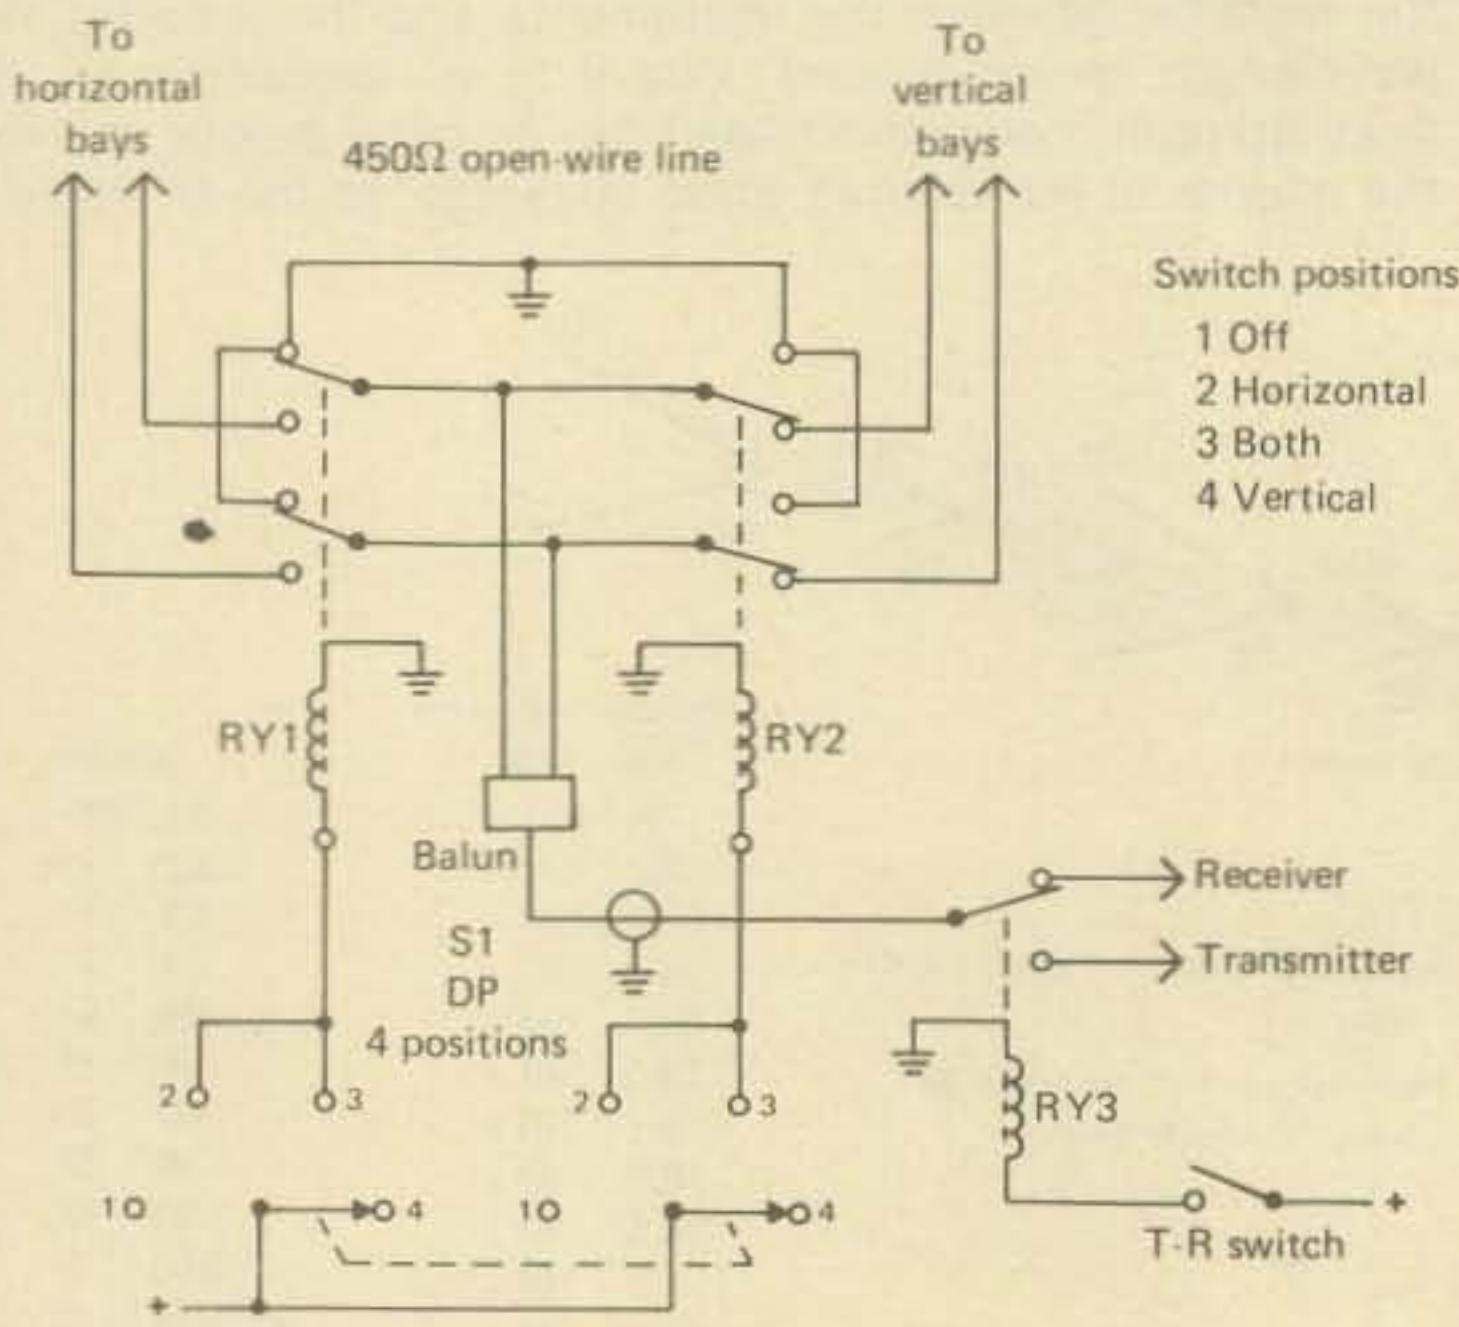 To
horizontal
bays
450Ω open-wire line
To
vertical
bays
Switch positions
1 Off
2 Horizontal
3 Both
4 Vertical
RY1
RY2
Balun
Receiver
S1
DP
4 positions
Transmitter
2
3
2
3
RY3
1
4
1
4
+
T-R switch
+